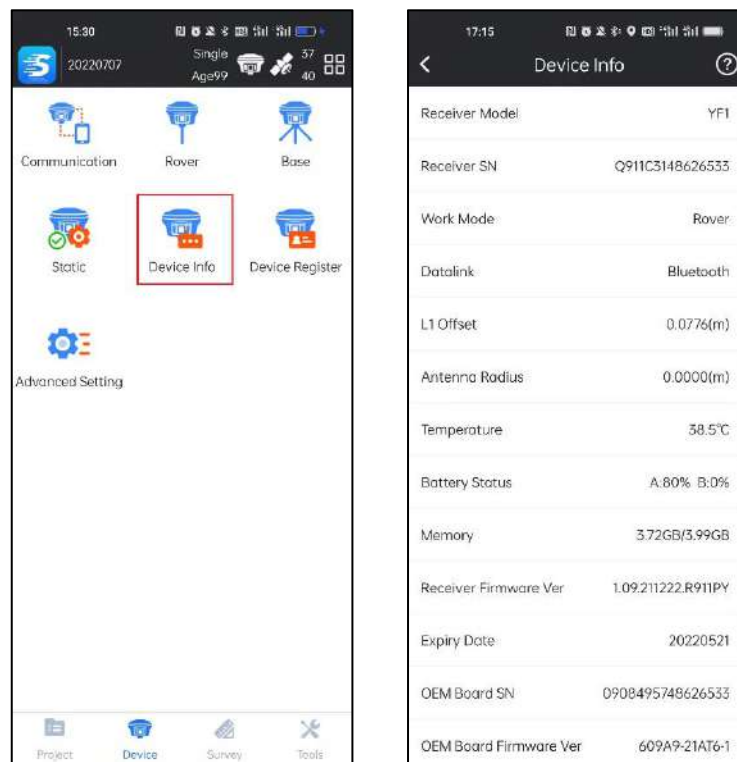 15:30
20220707
Single
Age99
37
40
Communication
Rover
Base
Static
Device Info
Device Register
Advanced Setting
Project
Device
Survey
Tools
17:15
Device Info
?
Receiver Model YF1
Receiver SN Q911C3148626533
Work Mode Rover
Datalink Bluetooth
L1 Offset 0.0776(m)
Antenna Radius 0.0000(m)
Temperature 38.5°C
Battery Status A:80% B:0%
Memory 3.72GB/3.99GB
Receiver Firmware Ver 1.09.211222.R911PY
Expiry Date 20220521
OEM Board SN 0908495748626533
OEM Board Firmware Ver 609A9-21AT6-1